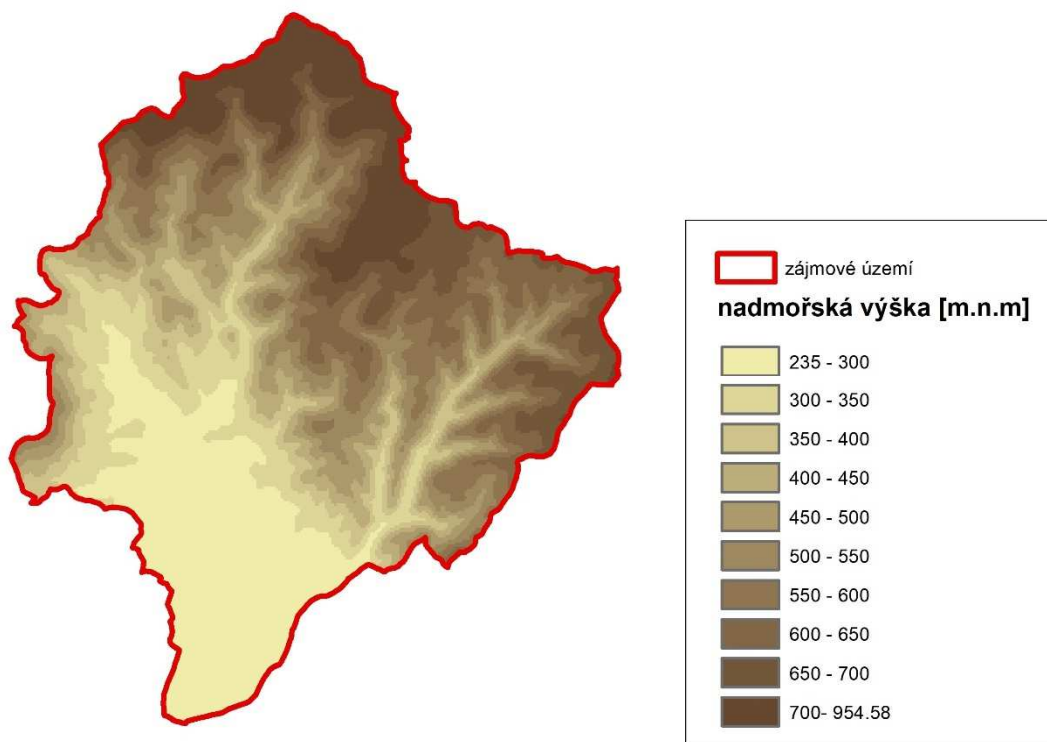 zájmové území
nadmořská výška [m.n.m]
235 - 300
300 - 350
350 - 400
400 - 450
450 - 500
500 - 550
550 - 600
600 - 650
650 - 700
700- 954.58